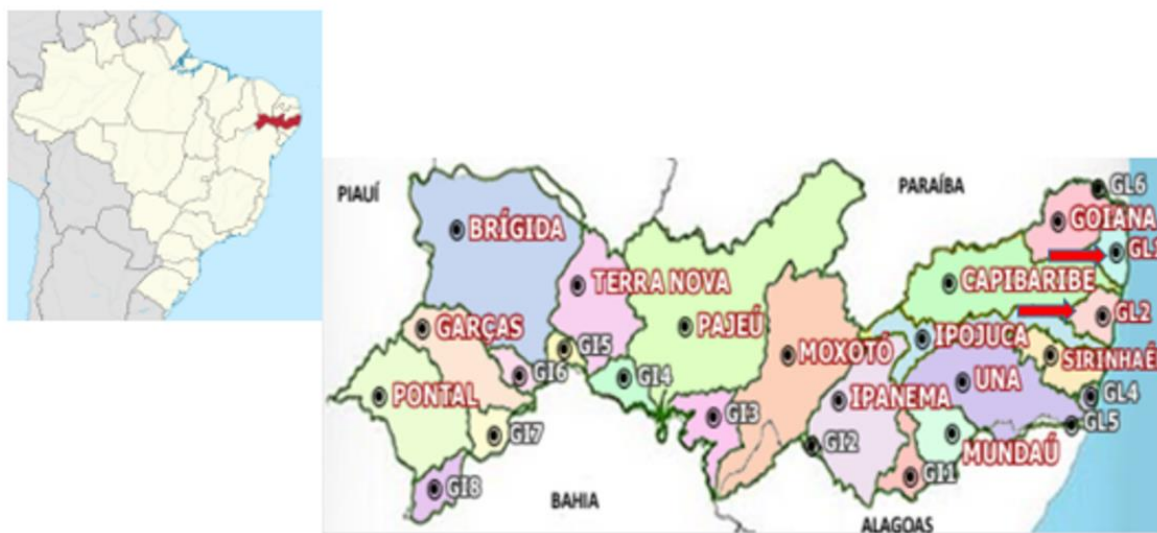 PIAUÍ
PARAÍBA
GL6
GOIANA
BRÍGIDA
GL1
TERRA NOVA
CAPIBARIBE
GARÇAS
PAJEÚ
GL2
IPOJUCA
GI5
MOXOTÓ
SIRINHAÉM
GI6
GI4
UNA
PONTAL
IPANEMA
GL4
GI3
GL5
GI7
GI2
MUNDAÚ
GI8
GI1
BAHIA
ALAGOAS